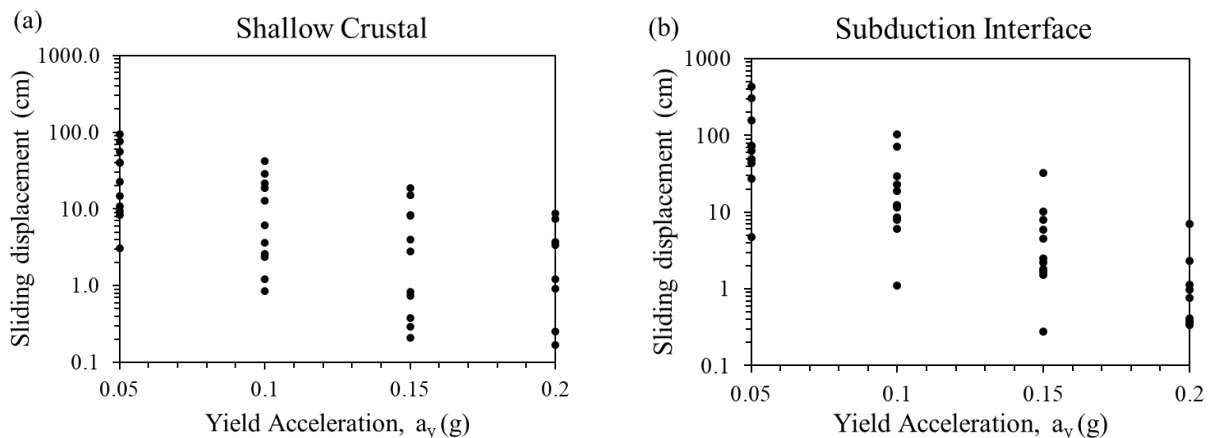 (a)
Shallow Crustal
Sliding displacement (cm)
1000.0
100.0
10.0
1.0
0.1
0.05 0.1 0.15 0.2
Yield Acceleration, a_y (g)
(b)
Subduction Interface
Sliding displacement (cm)
1000
100
10
1
0.1
0.05 0.1 0.15 0.2
Yield Acceleration, a_y (g)